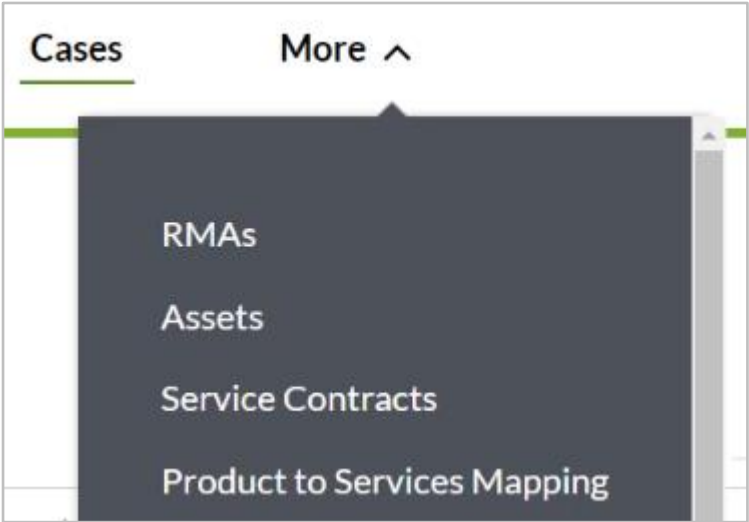 Cases More
RMAs
Assets
Service Contracts
Product to Services Mapping